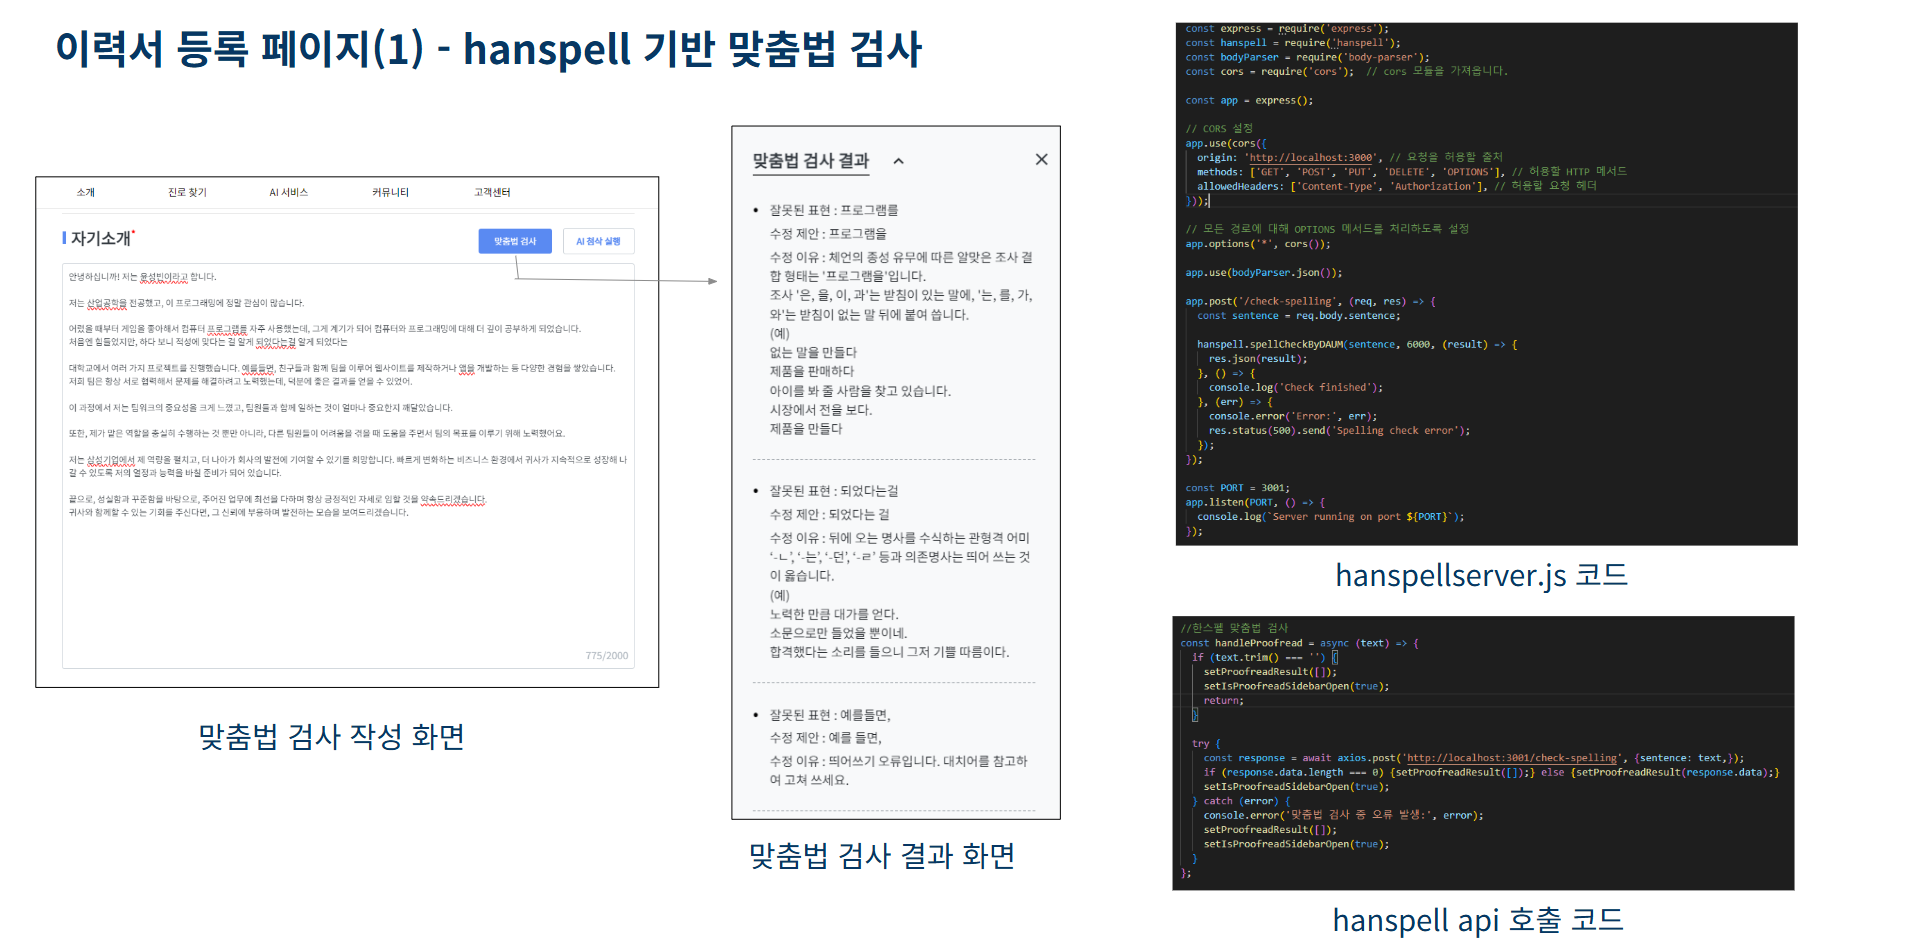 이력서 등록 페이지(1) - hanspell 기반 맞춤법 검사
소개 진로 찾기 AI 서비스 커뮤니티 고객센터
자기소개*
맞춤법 검사 AI 첨삭 실행
안녕하십니까! 저는 윤성빈이라고 합니다.
저는 산업공학을 전공했고, 이 프로그래밍에 정말 관심이 많습니다.
어렸을 때부터 게임을 좋아해서 컴퓨터 프로그램를 자주 사용했는데, 그게 계기가 되어 컴퓨터와 프로그래밍에 대해 더 깊이 공부하게 되었습니다.
처음엔 힘들었지만, 하다 보니 적성에 맞다는 걸 알게 되었다는걸 알게 되었다는
대학교에서 여러 가지 프로젝트를 진행했습니다. 예를들면, 친구들과 함께 팀을 이루어 웹사이트를 제작하거나 앱을 개발하는 등 다양한 경험을 쌓았습니다.
저희 팀은 항상 서로 협력해서 문제를 해결하려고 노력했는데, 덕분에 좋은 결과를 얻을 수 있었어.
이 과정에서 저는 팀워크의 중요성을 크게 느꼈고, 팀원들과 함께 일하는 것이 얼마나 중요한지 깨달았습니다.
또한, 제가 맡은 역할을 충실히 수행하는 것 뿐만 아니라, 다른 팀원들이 어려움을 겪을 때 도움을 주면서 팀의 목표를 이루기 위해 노력했어요.
저는 삼성기업에서 제 역량을 펼치고, 더 나아가 회사의 발전에 기여할 수 있기를 희망합니다. 빠르게 변화하는 비즈니스 환경에서 귀사가 지속적으로 성장해 나
갈 수 있도록 저의 열정과 능력을 바칠 준비가 되어 있습니다.
끝으로, 성실함과 꾸준함을 바탕으로, 주어진 업무에 최선을 다하며 항상 긍정적인 자세로 임할 것을 약속드리겠습니다.
귀사와 함께할 수 있는 기회를 주신다면, 그 신뢰에 부응하며 발전하는 모습을 보여드리겠습니다.
775/2000
맞춤법 검사 작성 화면
맞춤법 검사 결과
• 잘못된 표현 : 프로그램를
수정 제안 : 프로그램을
수정 이유 : 체언의 종성 유무에 따른 알맞은 조사 결
합 형태는 '프로그램을'입니다.
조사 '은, 을, 이, 과'는 받침이 있는 말에, '는, 를, 가,
와'는 받침이 없는 말 뒤에 붙여 씁니다.
(예)
없는 말을 만들다
제품을 판매하다
아이를 봐 줄 사람을 찾고 있습니다.
시장에서 전을 보다.
제품을 만들다
• 잘못된 표현 : 되었다는걸
수정 제안 : 되었다는 걸
수정 이유 : 뒤에 오는 명사를 수식하는 관형격 어미
'-ㄴ', '-는', '-던', '-ㄹ' 등과 의존명사는 띄어 쓰는 것
이 옳습니다.
(예)
노력한 만큼 대가를 얻다.
소문으로만 들었을 뿐이네.
합격했다는 소리를 들으니 그저 기쁠 따름이다.
• 잘못된 표현 : 예를들면,
수정 제안 : 예를 들면,
수정 이유 : 띄어쓰기 오류입니다. 대치어를 참고하
여 고쳐 쓰세요.
맞춤법 검사 결과 화면
const express = require('express');
const hanspell = require('hanspell');
const bodyParser = require('body-parser');
const cors = require('cors');  // cors 모듈을 가져옵니다.
const app = express();
// CORS 설정
app.use(cors({
  origin: 'http://localhost:3000', // 요청을 허용할 출처
  methods: ['GET', 'POST', 'PUT', 'DELETE', 'OPTIONS'], // 허용할 HTTP 메서드
  allowedHeaders: ['Content-Type', 'Authorization'], // 허용할 요청 헤더
}));
// 모든 경로에 대해 OPTIONS 메서드를 처리하도록 설정
app.options('*', cors());
app.use(bodyParser.json());
app.post('/check-spelling', (req, res) => {
  const sentence = req.body.sentence;
  hanspell.spellCheckByDAUM(sentence, 6000, (result) => {
    res.json(result);
  }, () => {
    console.log('Check finished');
  }, (err) => {
    console.error('Error:', err);
    res.status(500).send('Spelling check error');
  });
});
const PORT = 3001;
app.listen(PORT, () => {
  console.log(`Server running on port ${PORT}`);
});
hanspellserver.js 코드
//한스펠 맞춤법 검사
const handleProofread = async (text) => {
  if (text.trim() === '') {
    setProofreadResult([]);
    setIsProofreadSidebarOpen(true);
    return;
  }
  try {
    const response = await axios.post('http://localhost:3001/check-spelling', {sentence: text,});
    if (response.data.length === 0) {setProofreadResult([]);} else {setProofreadResult(response.data);}
    setIsProofreadSidebarOpen(true);
  } catch (error) {
    console.error('맞춤법 검사 중 오류 발생:', error);
    setProofreadResult([]);
    setIsProofreadSidebarOpen(true);
  }
};
hanspell api 호출 코드